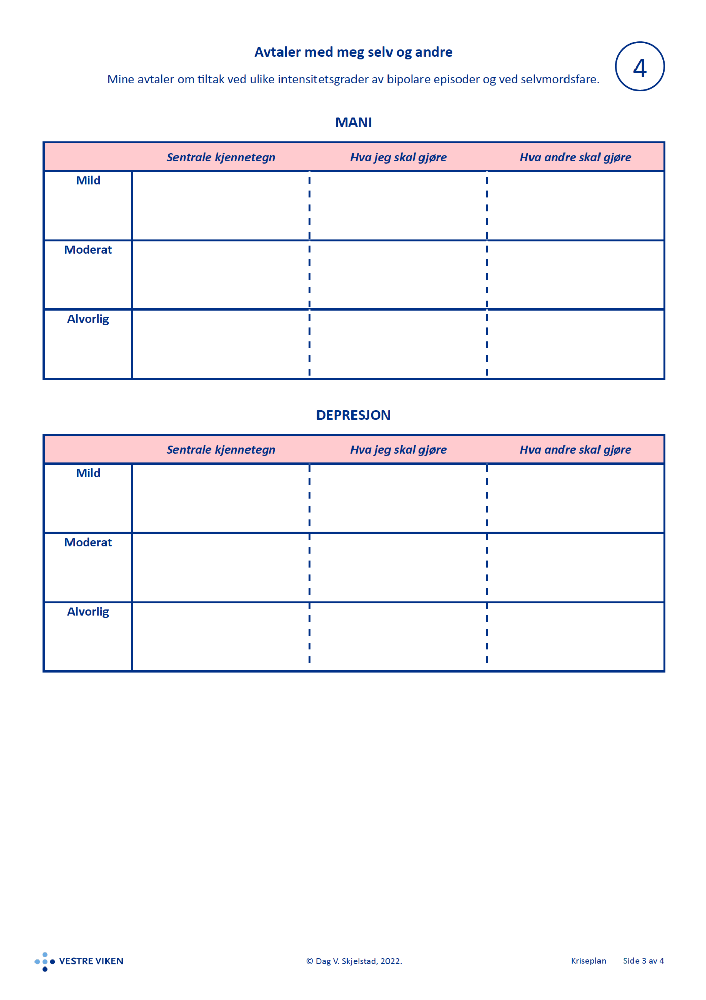 Avtaler med meg selv og andre
4
Mine avtaler om tiltak ved ulike intensitetsgrader av bipolare episoder og ved selvmordsfare.
MANI
Sentrale kjennetegn Hva jeg skal gjøre Hva andre skal gjøre
Mild
Moderat
Alvorlig
DEPRESJON
Sentrale kjennetegn Hva jeg skal gjøre Hva andre skal gjøre
Mild
Moderat
Alvorlig
VESTRE VIKEN © Dag V. Skjelstad, 2022. Kriseplan Side 3 av 4